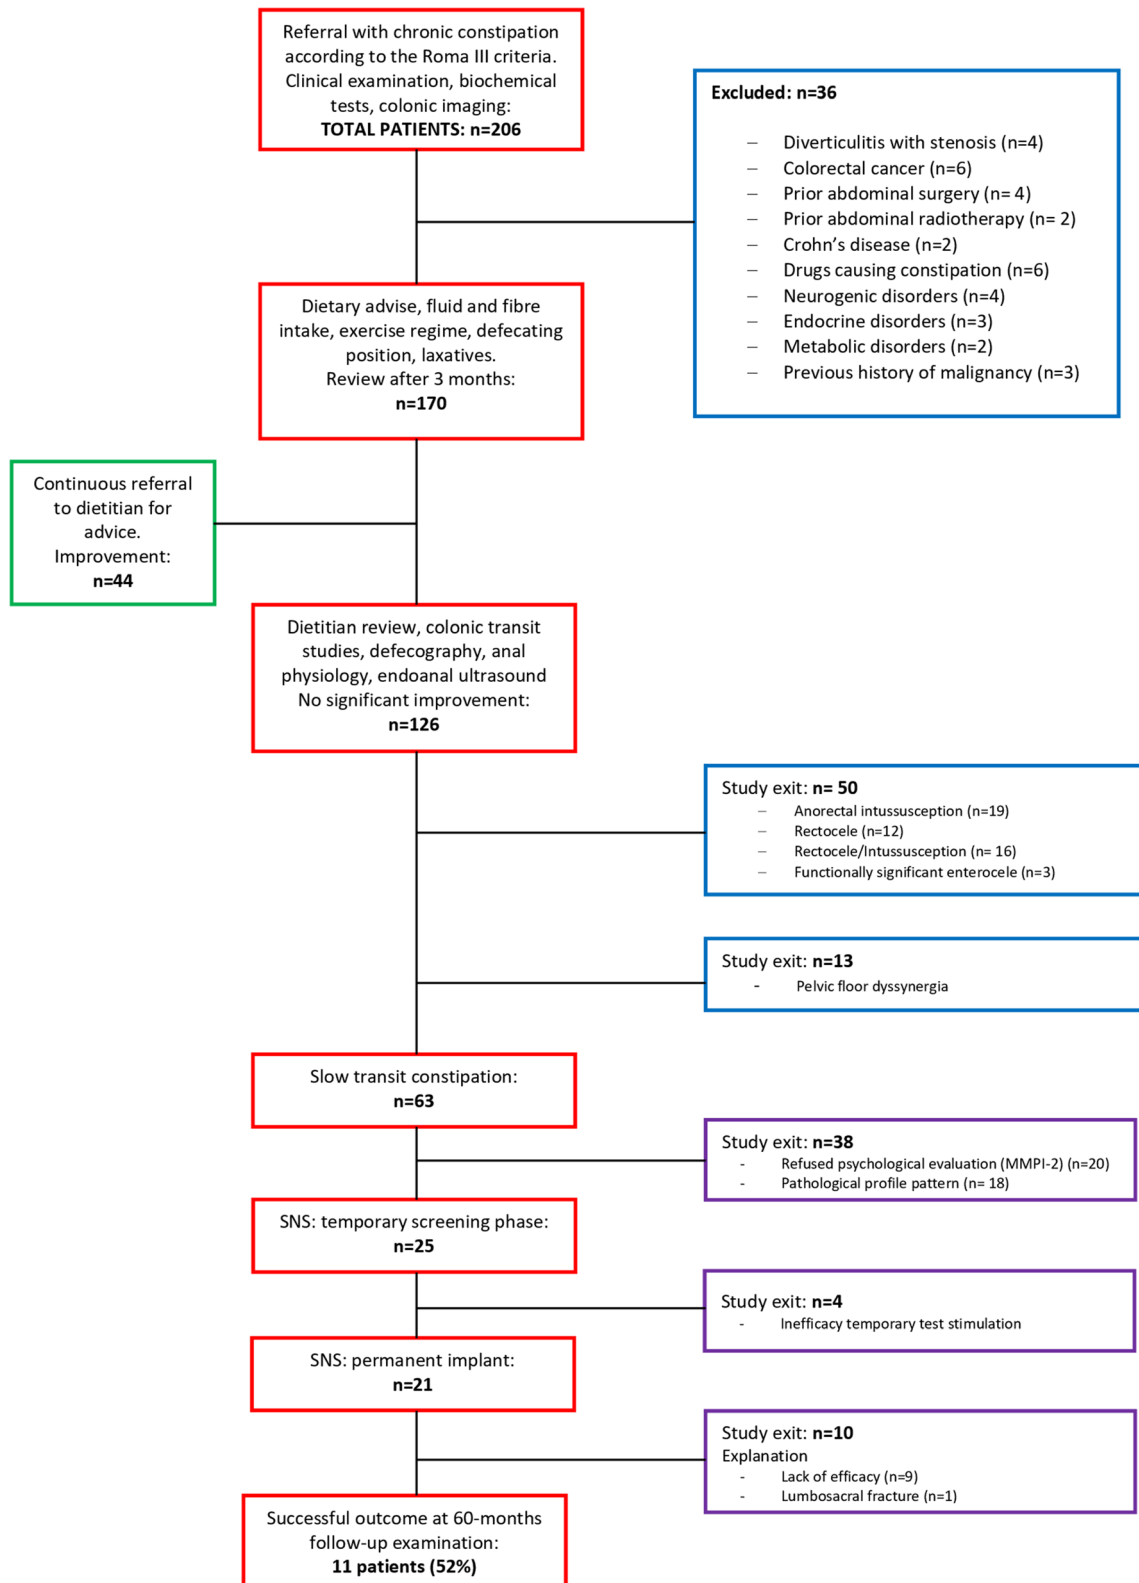 Referral with chronic constipation
according to the Roma III criteria.
Clinical examination, biochemical
tests, colonic imaging:
TOTAL PATIENTS: n=206
Excluded: n=36
– Diverticulitis with stenosis (n=4)
– Colorectal cancer (n=6)
– Prior abdominal surgery (n= 4)
– Prior abdominal radiotherapy (n= 2)
– Crohn’s disease (n=2)
– Drugs causing constipation (n=6)
– Neurogenic disorders (n=4)
– Endocrine disorders (n=3)
– Metabolic disorders (n=2)
– Previous history of malignancy (n=3)
Dietary advise, fluid and fibre
intake, exercise regime, defecating
position, laxatives.
Review after 3 months:
n=170
Continuous referral
to dietitian for
advice.
Improvement:
n=44
Dietitian review, colonic transit
studies, defecography, anal
physiology, endoanal ultrasound
No significant improvement:
n=126
Study exit: n= 50
– Anorectal intussusception (n=19)
– Rectocele (n=12)
– Rectocele/Intussusception (n= 16)
– Functionally significant enterocele (n=3)
Study exit: n=13
- Pelvic floor dyssynergia
Slow transit constipation:
n=63
Study exit: n=38
- Refused psychological evaluation (MMPI-2) (n=20)
- Pathological profile pattern (n= 18)
SNS: temporary screening phase:
n=25
Study exit: n=4
- Inefficacy temporary test stimulation
SNS: permanent implant:
n=21
Study exit: n=10
Explanation
- Lack of efficacy (n=9)
- Lumbosacral fracture (n=1)
Successful outcome at 60-months
follow-up examination:
11 patients (52%)